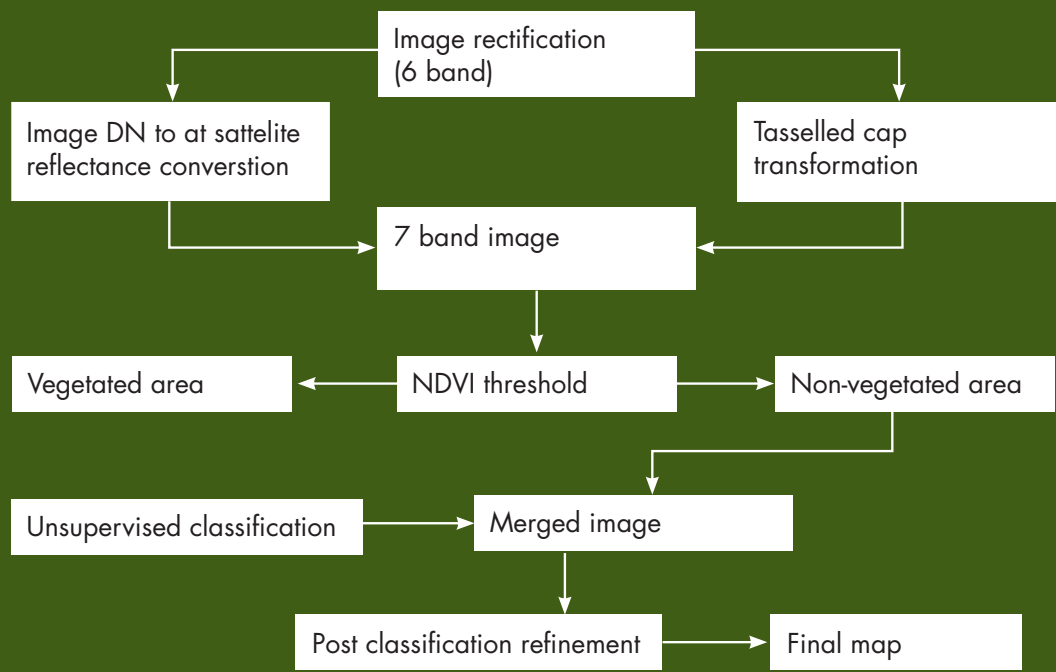 Image rectification
(6 band)
Image DN to at sattelite
reflectance converstion
Tasselled cap
transformation
7 band image
Vegetated area
NDVI threshold
Non-vegetated area
Unsupervised classification
Merged image
Post classification refinement
Final map